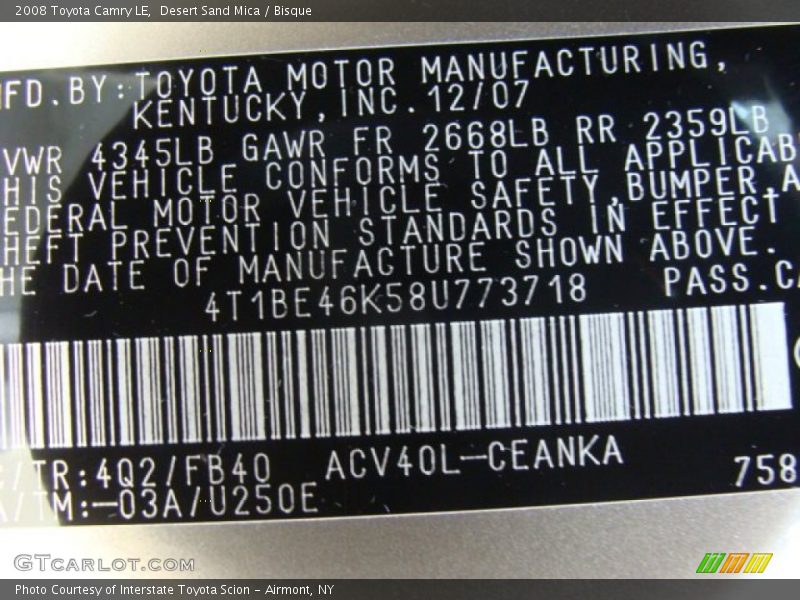 2008 Toyota Camry LE, Desert Sand Mica / Bisque
MFD.BY:TOYOTA MOTOR MANUFACTURING,
KENTUCKY,INC. 12/07
VWR 4345LB GAWR FR 2668LB RR 2359LB
HIS VEHICLE CONFORMS TO ALL APPLICAB
EDERAL MOTOR VEHICLE SAFETY,BUMPER,A
HEFT PREVENTION STANDARDS IN EFFECT
HE DATE OF MANUFACTURE SHOWN ABOVE.
4T1BE46K58U773718 PASS.CA
/TR:4Q2/FB40 ACV40L-CEANKA
A/TM:-03A/U250E 758
GTCARLOT.COM
Photo Courtesy of Interstate Toyota Scion - Airmont, NY